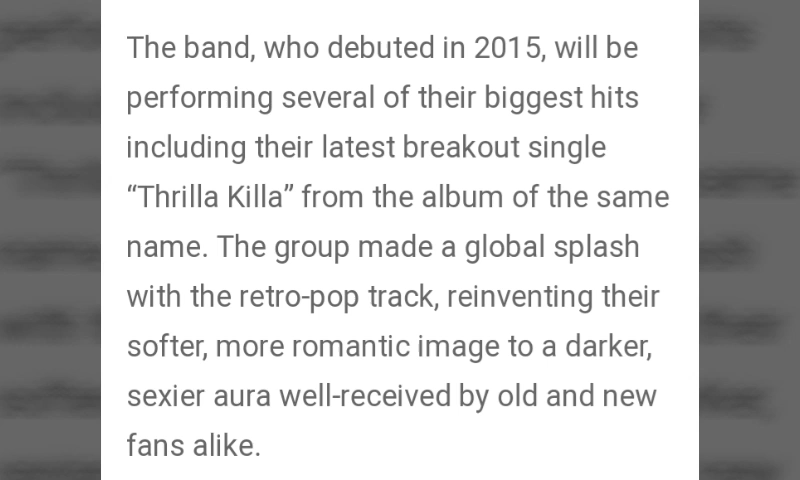 The band, who debuted in 2015, will be
performing several of their biggest hits
including their latest breakout single
“Thrilla Killa” from the album of the same
name. The group made a global splash
with the retro-pop track, reinventing their
softer, more romantic image to a darker,
sexier aura well-received by old and new
fans alike.